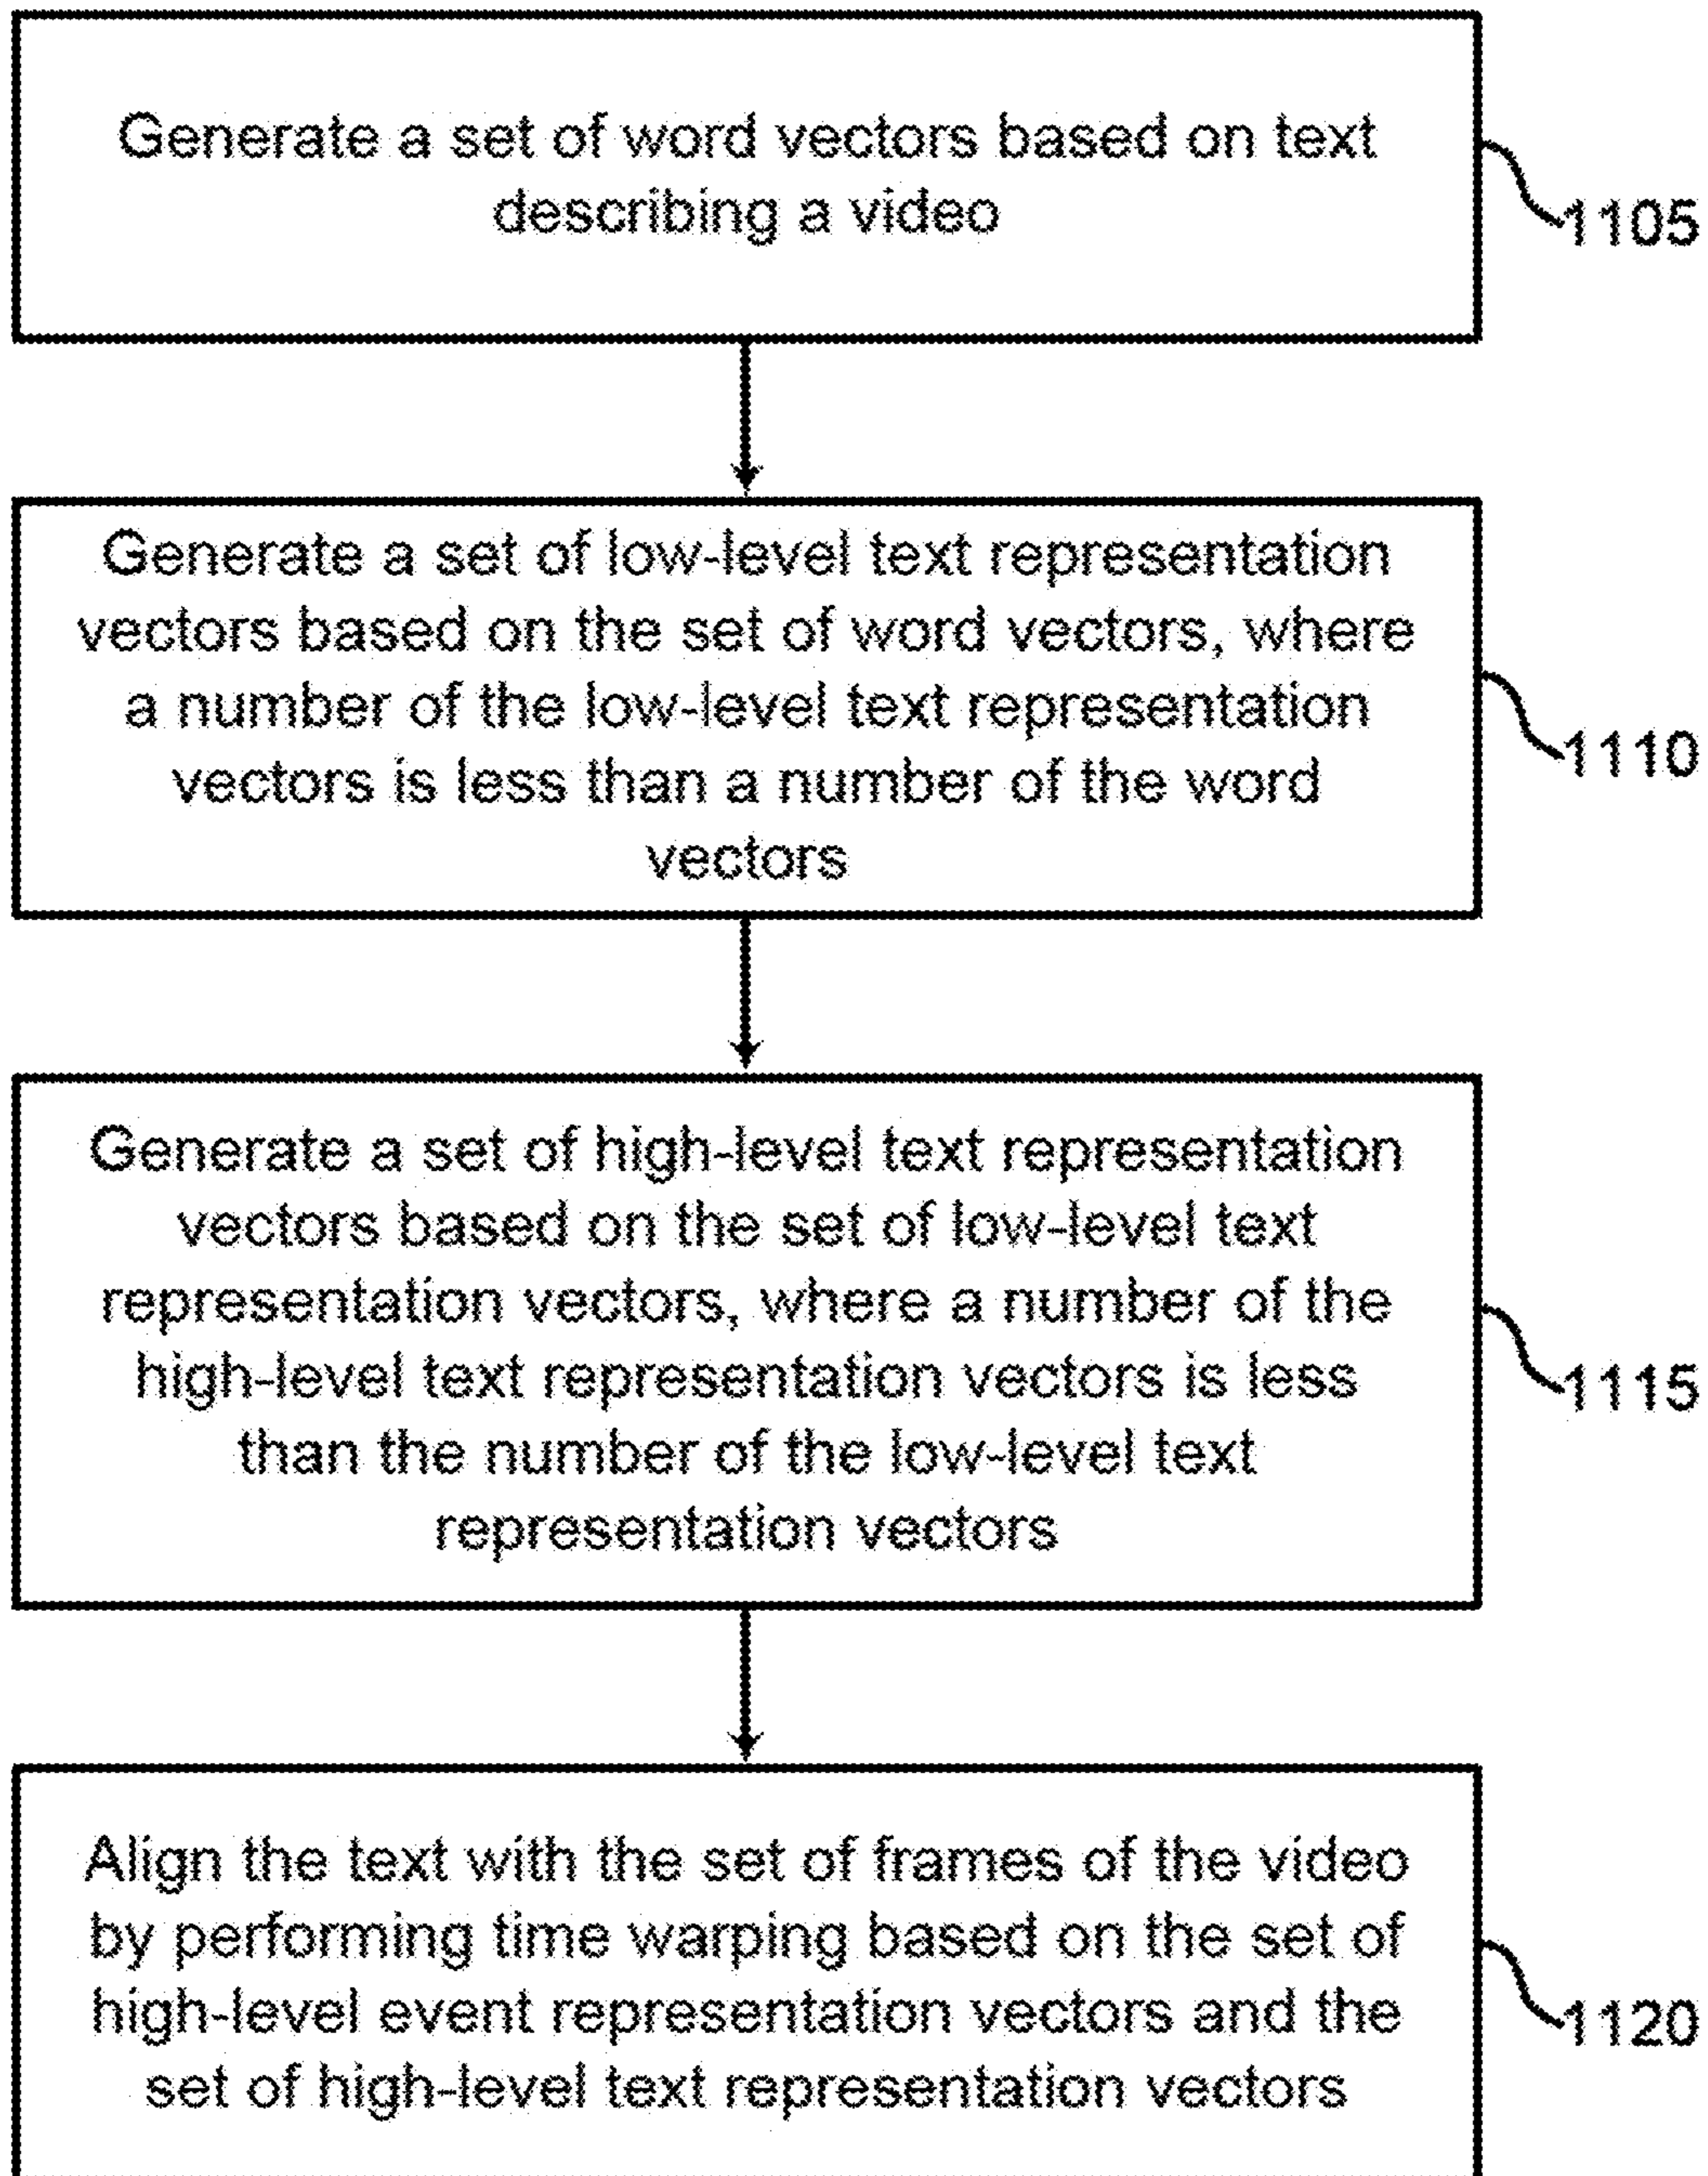 Generate a set of word vectors based on text
describing a video
1105
Generate a set of low-level text representation
vectors based on the set of word vectors, where
a number of the low-level text representation
vectors is less than a number of the word
vectors
1110
Generate a set of high-level text representation
vectors based on the set of low-level text
representation vectors, where a number of the
high-level text representation vectors is less
than the number of the low-level text
representation vectors
1115
Align the text with the set of frames of the video
by performing time warping based on the set of
high-level event representation vectors and the
set of high-level text representation vectors
1120